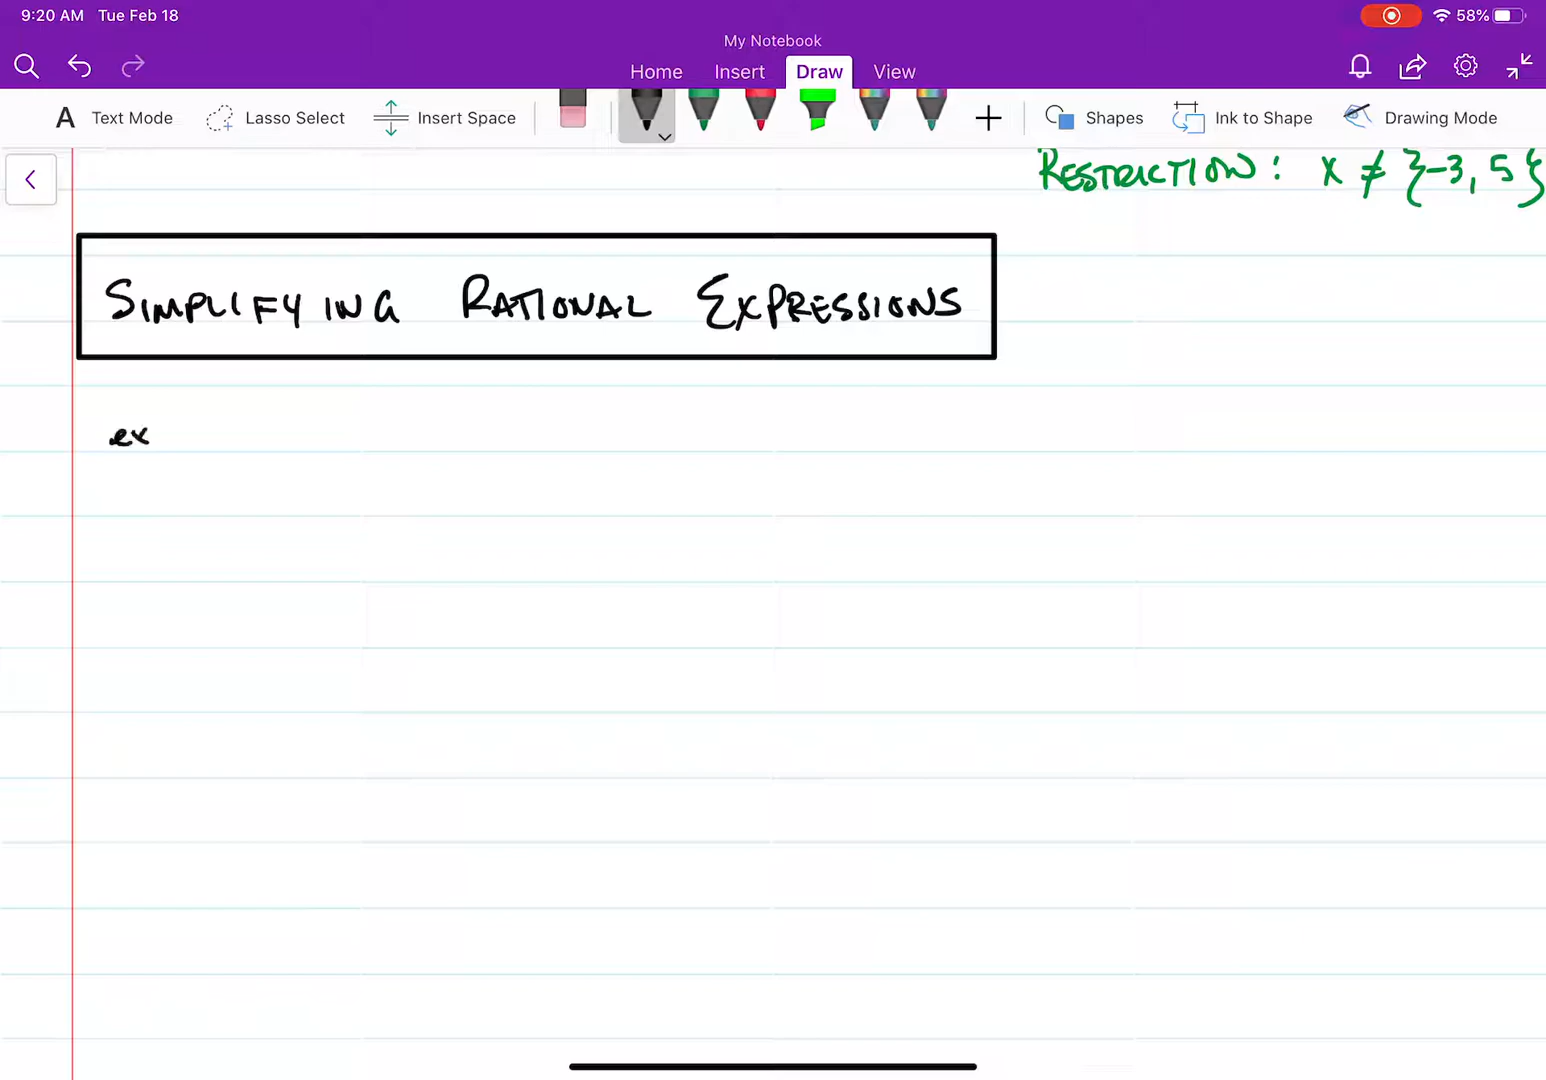 9:20 AM Tue Feb 18
58%
My Notebook
Home Insert Draw View
A Text Mode Lasso Select Insert Space Shapes Ink to Shape Drawing Mode
RESTRICTION: X ≠ {-3, 5}
SIMPLIFYING RATIONAL EXPRESSIONS
ex